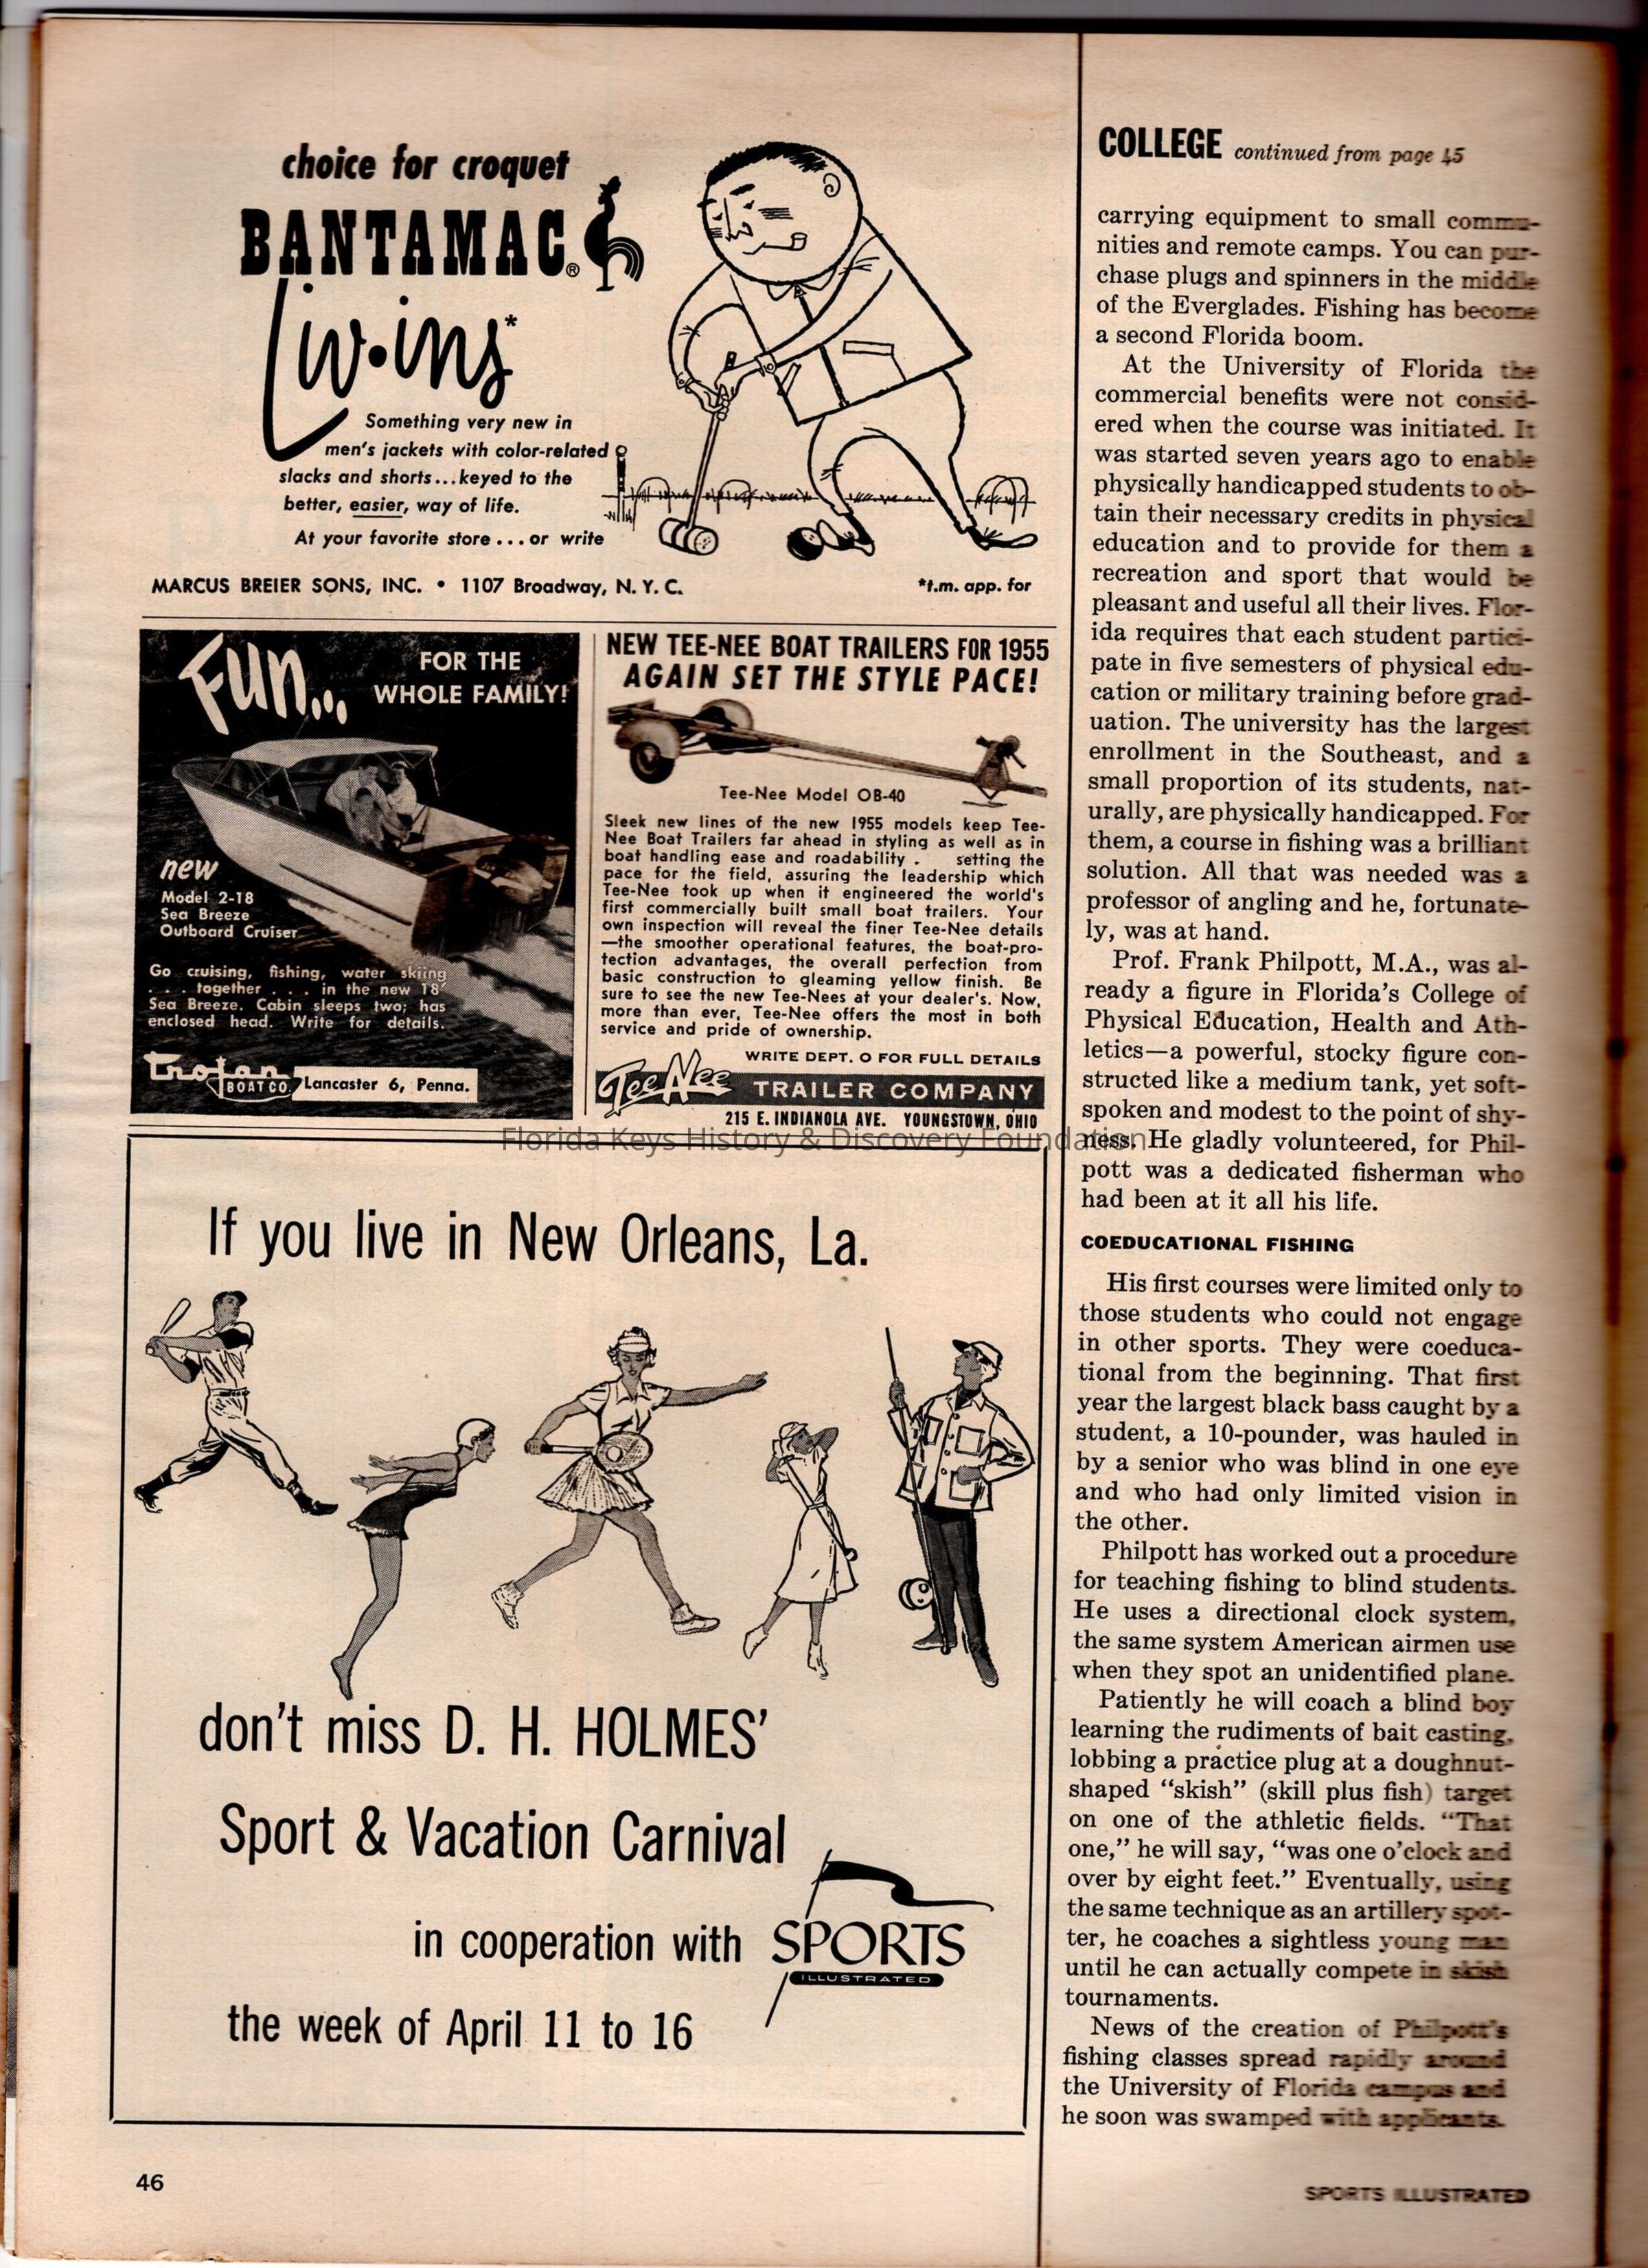 choice for croquet
BANTAMAC®
Liv•ing*
Something very new in
men's jackets with color-related
slacks and shorts...keyed to the
better, easier, way of life.
At your favorite store ... or write
MARCUS BREIER SONS, INC. • 1107 Broadway, N. Y. C.
*t.m. app. for
Fun...
FOR THE
WHOLE FAMILY!
new
Model 2-18
Sea Breeze
Outboard Cruiser
Go cruising, fishing, water skiing
. . . together . . . in the new 18'
Sea Breeze. Cabin sleeps two; has
enclosed head. Write for details.
Trojan
BOAT CO.
Lancaster 6, Penna.
NEW TEE-NEE BOAT TRAILERS FOR 1955
AGAIN SET THE STYLE PACE!
Tee-Nee Model OB-40
Sleek new lines of the new 1955 models keep Tee-
Nee Boat Trailers far ahead in styling as well as in
boat handling ease and roadability . setting the
pace for the field, assuring the leadership which
Tee-Nee took up when it engineered the world's
first commercially built small boat trailers. Your
own inspection will reveal the finer Tee-Nee details
—the smoother operational features, the boat-pro-
tection advantages, the overall perfection from
basic construction to gleaming yellow finish. Be
sure to see the new Tee-Nees at your dealer's. Now,
more than ever, Tee-Nee offers the most in both
service and pride of ownership.
WRITE DEPT. O FOR FULL DETAILS
Tee Nee TRAILER COMPANY
215 E. INDIANOLA AVE. YOUNGSTOWN, OHIO
Florida Keys History & Discovery Foundation
If you live in New Orleans, La.
don't miss D. H. HOLMES'
Sport & Vacation Carnival
in cooperation with SPORTS
ILLUSTRATED
the week of April 11 to 16
46
COLLEGE continued from page 45
carrying equipment to small commu-
nities and remote camps. You can pur-
chase plugs and spinners in the middle
of the Everglades. Fishing has become
a second Florida boom.
At the University of Florida the
commercial benefits were not consid-
ered when the course was initiated. It
was started seven years ago to enable
physically handicapped students to ob-
tain their necessary credits in physical
education and to provide for them a
recreation and sport that would be
pleasant and useful all their lives. Flor-
ida requires that each student partici-
pate in five semesters of physical edu-
cation or military training before grad-
uation. The university has the largest
enrollment in the Southeast, and a
small proportion of its students, nat-
urally, are physically handicapped. For
them, a course in fishing was a brilliant
solution. All that was needed was a
professor of angling and he, fortunate-
ly, was at hand.
Prof. Frank Philpott, M.A., was al-
ready a figure in Florida's College of
Physical Education, Health and Ath-
letics—a powerful, stocky figure con-
structed like a medium tank, yet soft-
spoken and modest to the point of shy-
ness. He gladly volunteered, for Phil-
pott was a dedicated fisherman who
had been at it all his life.
COEDUCATIONAL FISHING
His first courses were limited only to
those students who could not engage
in other sports. They were coeduca-
tional from the beginning. That first
year the largest black bass caught by a
student, a 10-pounder, was hauled in
by a senior who was blind in one eye
and who had only limited vision in
the other.
Philpott has worked out a procedure
for teaching fishing to blind students.
He uses a directional clock system,
the same system American airmen use
when they spot an unidentified plane.
Patiently he will coach a blind boy
learning the rudiments of bait casting,
lobbing a practice plug at a doughnut-
shaped “skish” (skill plus fish) target
on one of the athletic fields. “That
one,” he will say, “was one o'clock and
over by eight feet.” Eventually, using
the same technique as an artillery spot-
ter, he coaches a sightless young man
until he can actually compete in skish
tournaments.
News of the creation of Philpott's
fishing classes spread rapidly around
the University of Florida campus and
he soon was swamped with applicants.
SPORTS ILLUSTRATED